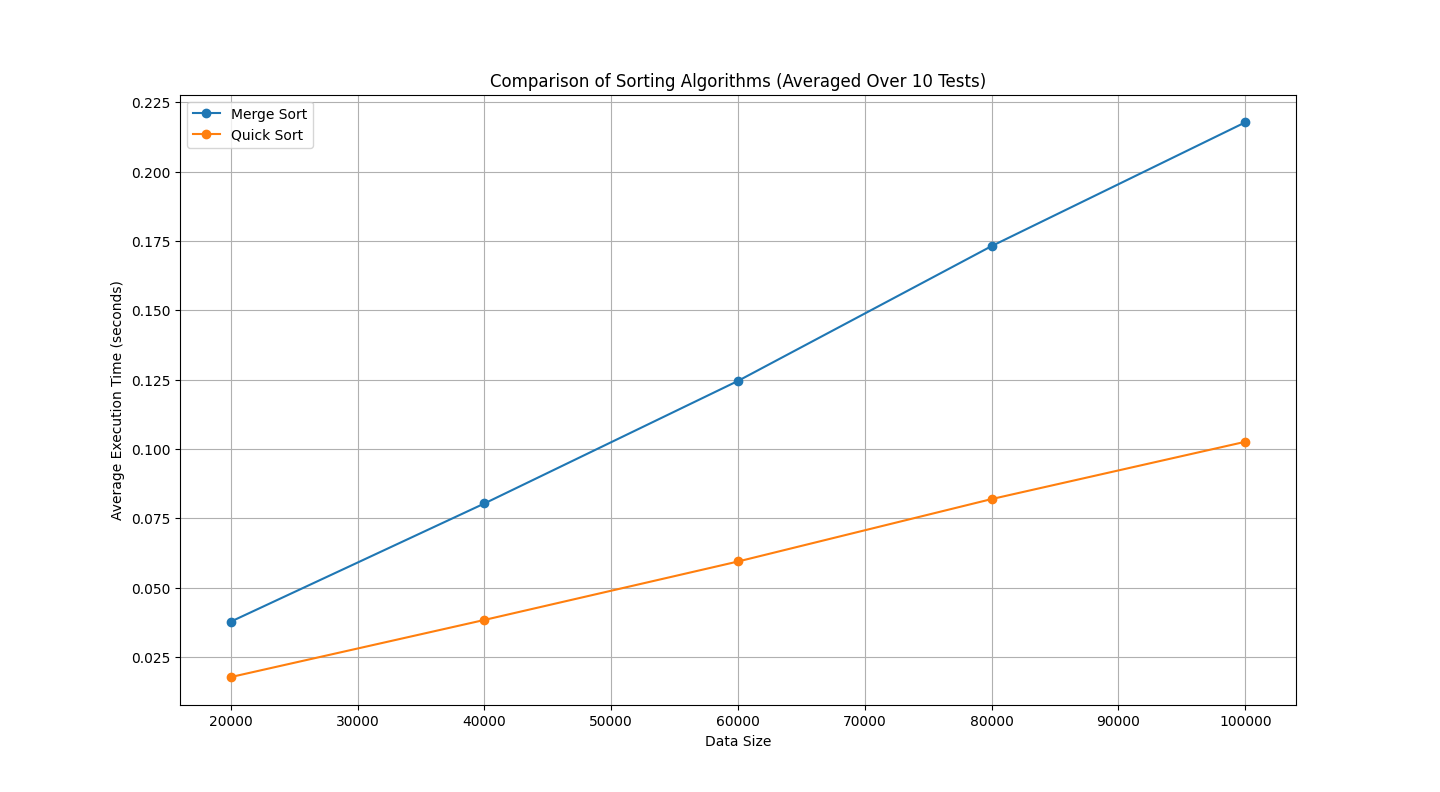 Comparison of Sorting Algorithms (Averaged Over 10 Tests)
Merge Sort
Quick Sort
Average Execution Time (seconds)
0.225
0.200
0.175
0.150
0.125
0.100
0.075
0.050
0.025
20000 30000 40000 50000 60000 70000 80000 90000 100000
Data Size